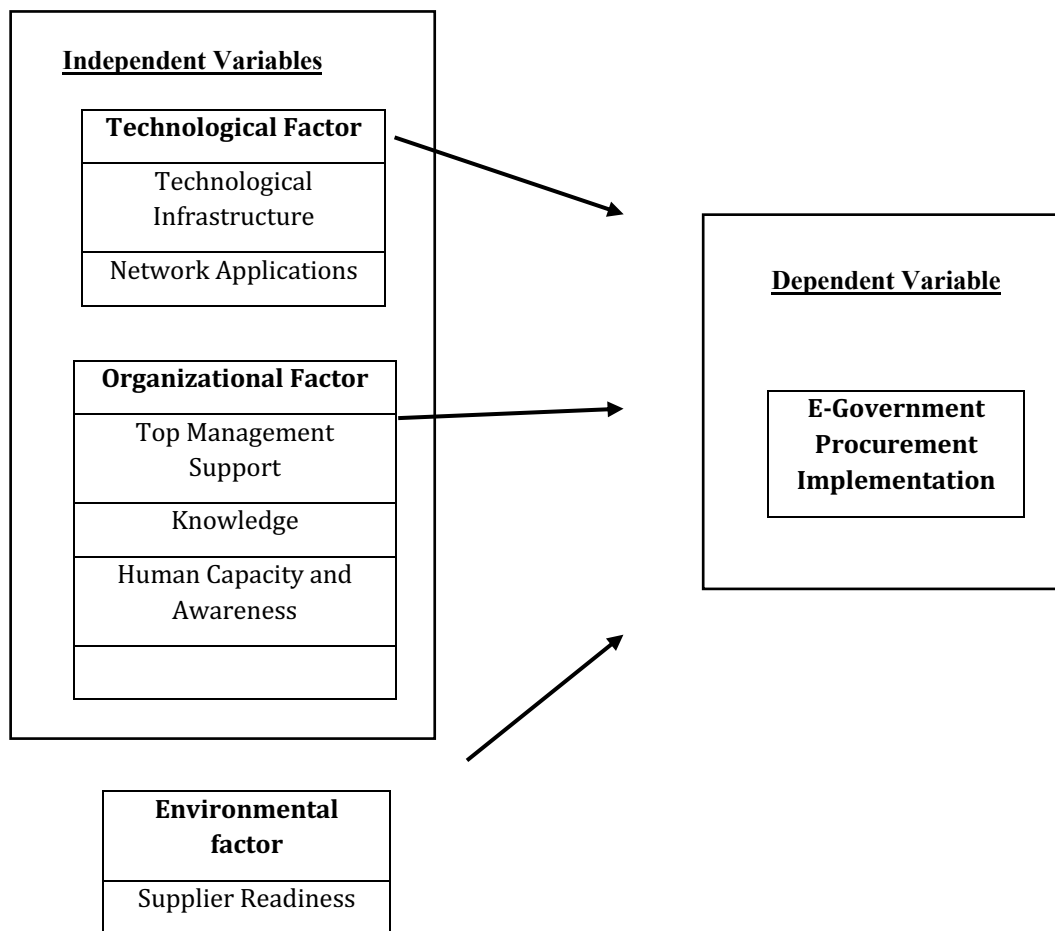 Independent Variables
Technological Factor
Technological
Infrastructure
Network Applications
Organizational Factor
Top Management
Support
Knowledge
Human Capacity and
Awareness
Environmental
factor
Supplier Readiness
Dependent Variable
E-Government
Procurement
Implementation